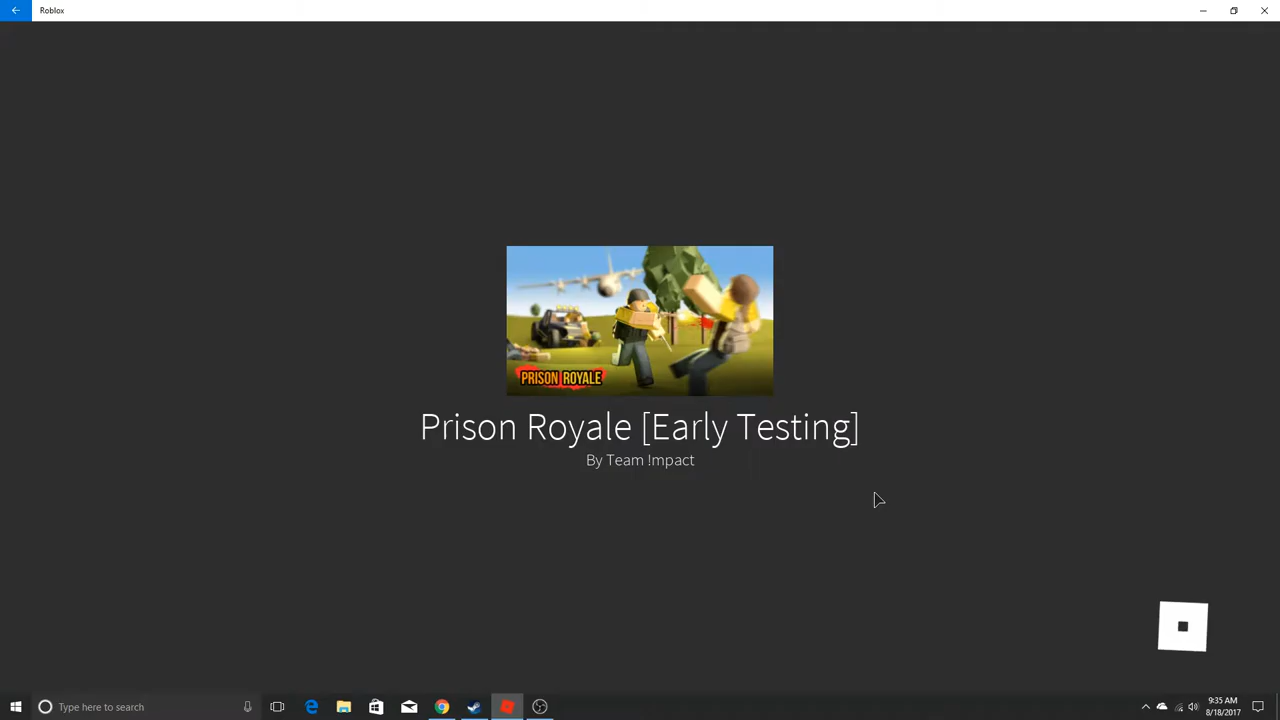 Roblox
PRISON ROYALE
Prison Royale [Early Testing]
By Team !mpact
Type here to search
9:35 AM
8/18/2017